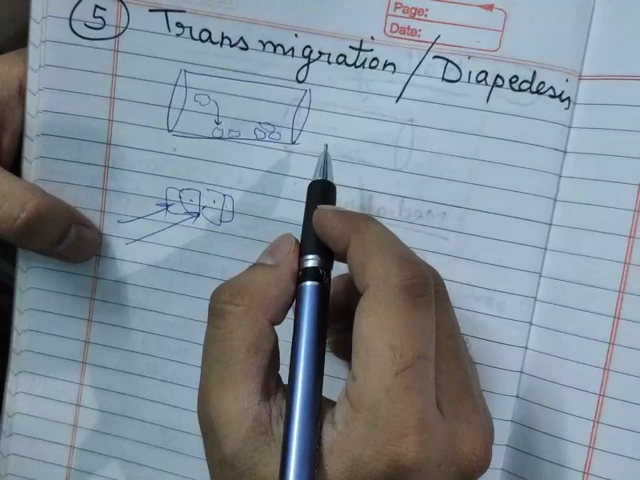 Page:
Date:
5 Transmigration / Diapedesis